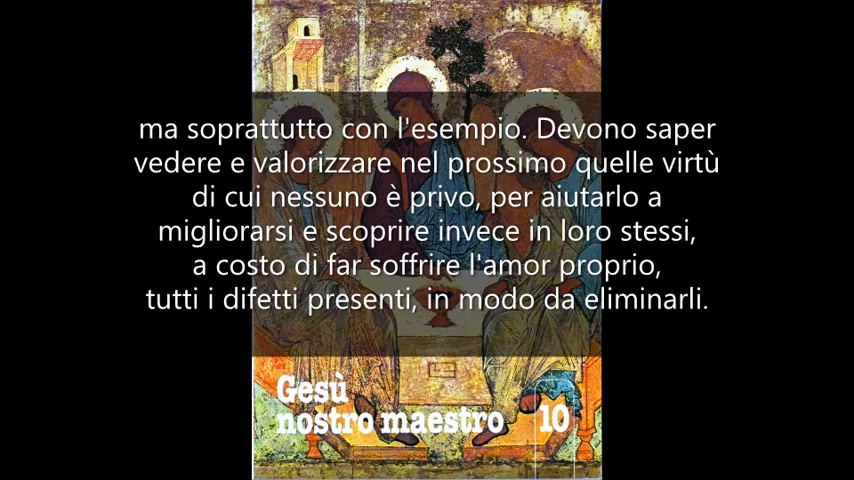 ma soprattutto con l'esempio. Devono saper
vedere e valorizzare nel prossimo quelle virtù
di cui nessuno è privo, per aiutarlo a
migliorarsi e scoprire invece in loro stessi,
a costo di far soffrire l'amor proprio,
tutti i difetti presenti, in modo da eliminarli.
Gesù
nostro maestro 10